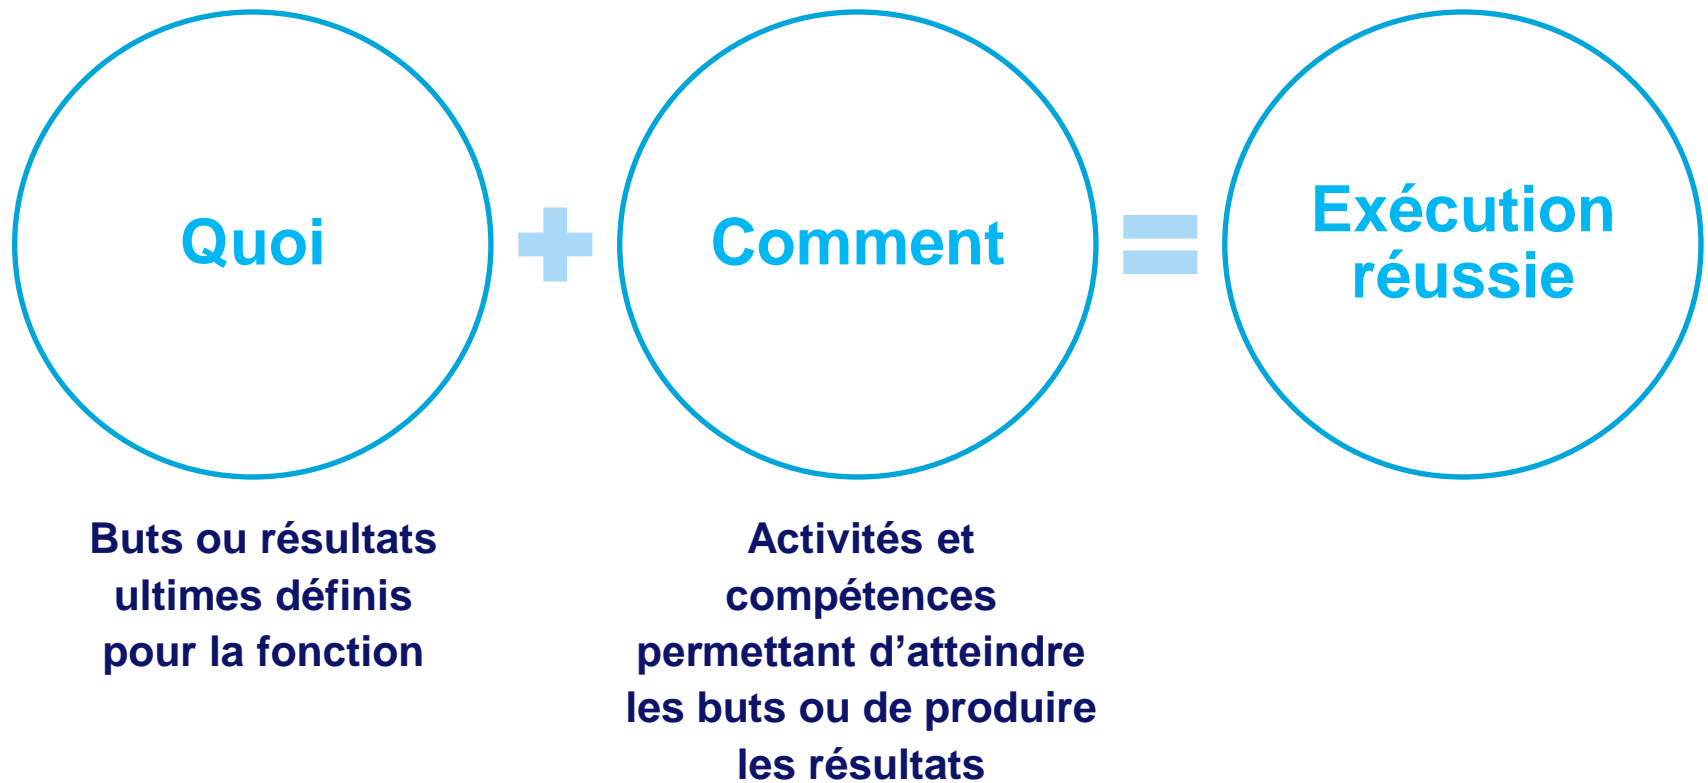 Quoi
Comment
Exécution
réussie
Buts ou résultats
ultimes définis
pour la fonction
Activités et
compétences
permettant d’atteindre
les buts ou de produire
les résultats